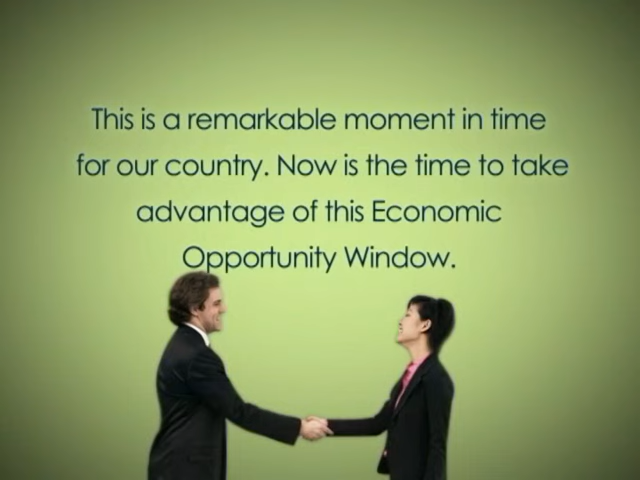 This is a remarkable moment in time
for our country. Now is the time to take
advantage of this Economic
Opportunity Window.